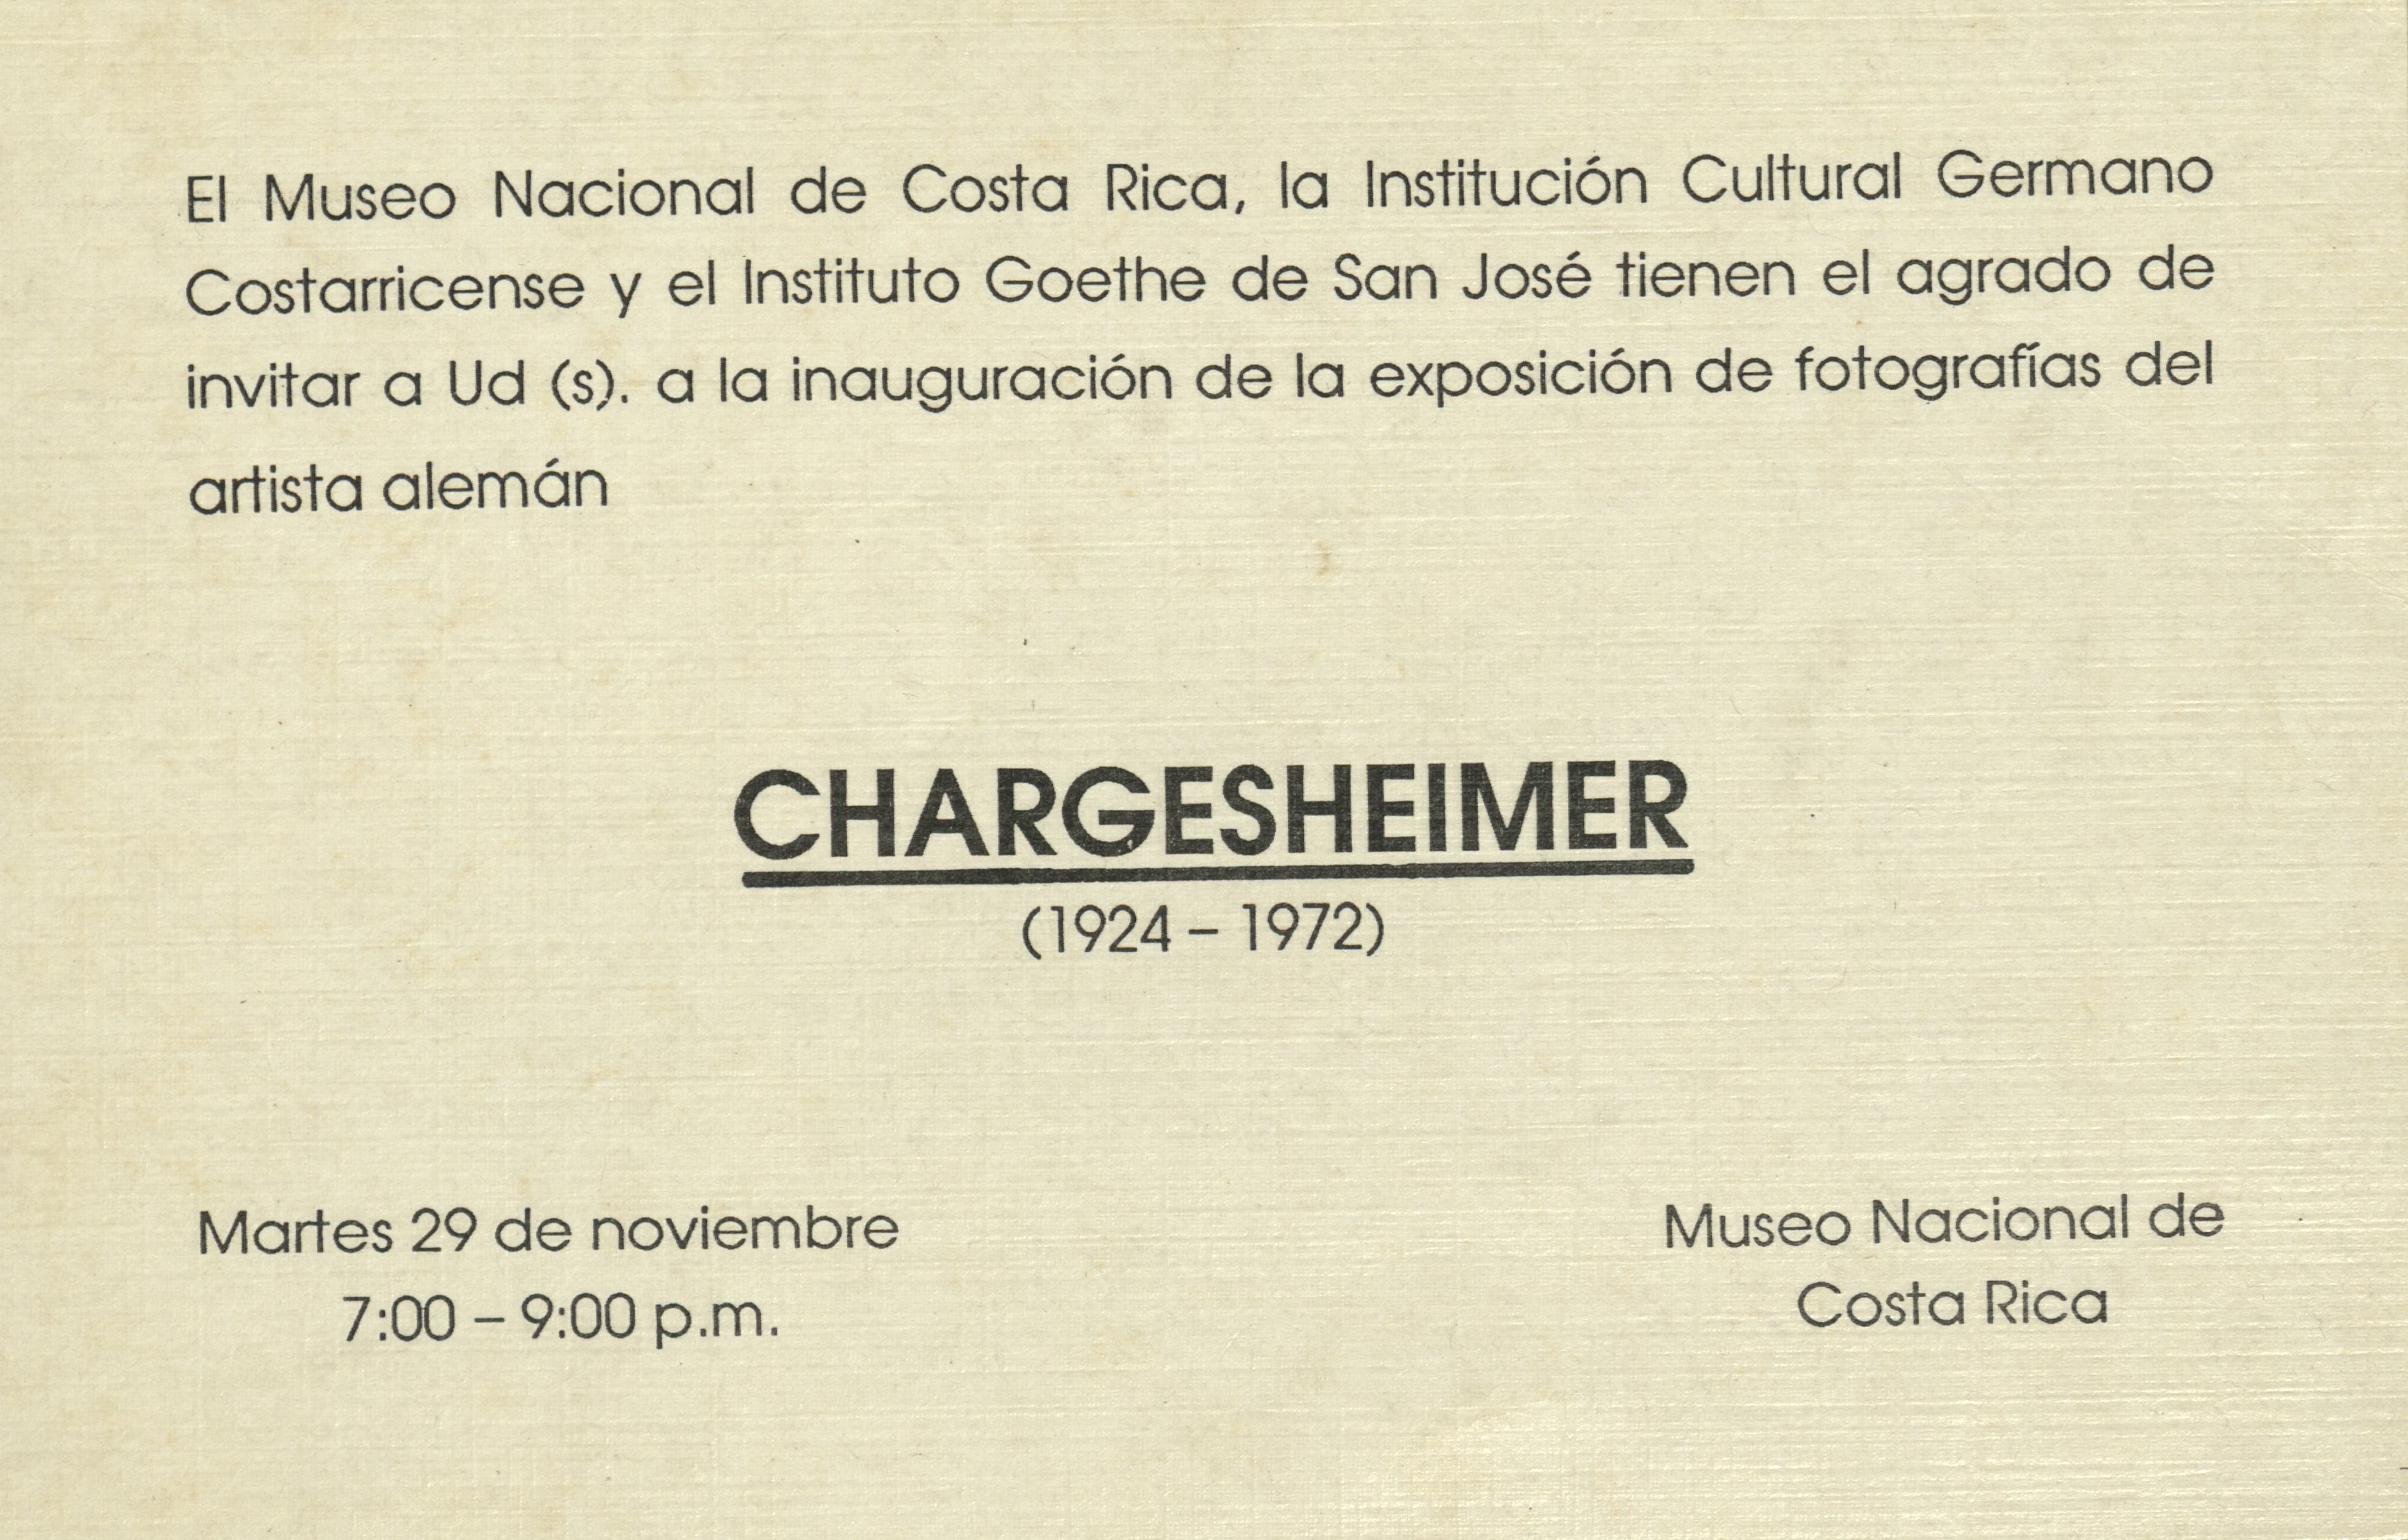 El Museo Nacional de Costa Rica, la Institución Cultural Germano
Costarricense y el Instituto Goethe de San José tienen el agrado de
invitar a Ud (s). a la inauguración de la exposición de fotografías del
artista alemán
CHARGESHEIMER
(1924 – 1972)
Martes 29 de noviembre
7:00 – 9:00 p.m.
Museo Nacional de
Costa Rica